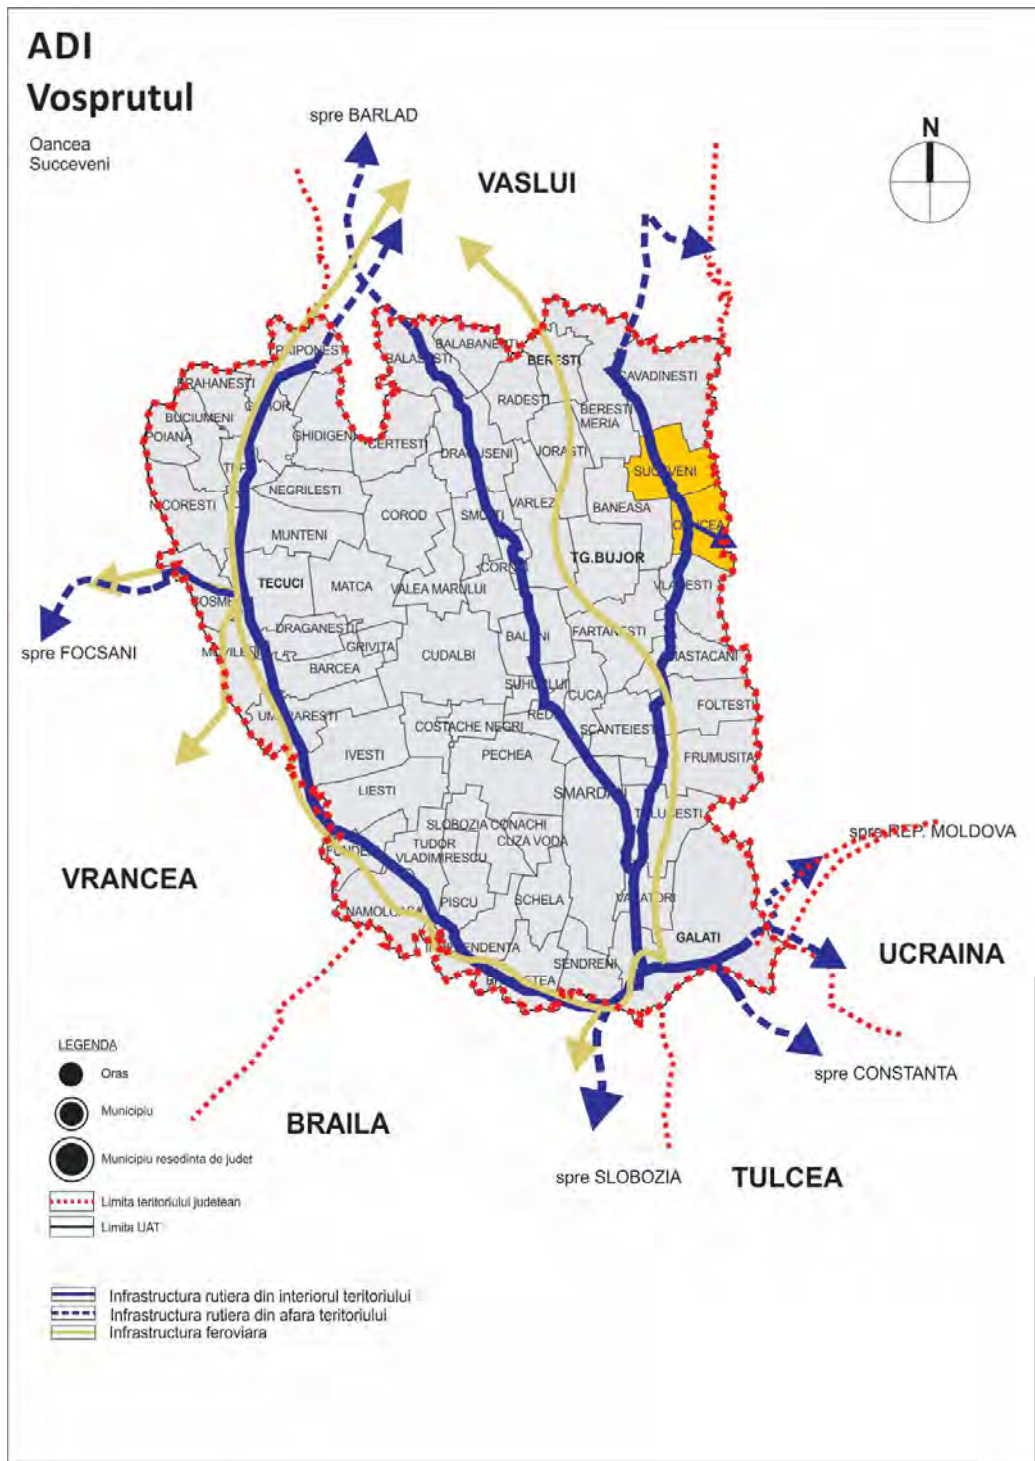 ADI
Vosprutul
Oancea
Succeveni
spre BARLAD
N
VASLUI
BALABANESTI
BERESTI
CAVADINESTI
RADESTI
BERESTI
MERIA
BUCIUMENI
POIANA
GHIDIGENI
CERTESTI
JORASTI
SUCEVENI
NEGRILESTI
NICORESTI
COROD
BANEASA
MUNTENI
TG.BUJOR
TECUCI
MATCA
VALEA MARULUI
DRAGANESTI
GRIVITA
BARCEA
CUDALBI
FARTANESTI
MASTACANI
spre FOCSANI
CUCA
FOLTESTI
COSTACHE NEGRI
SCANTEIESTI
IVESTI
PECHEA
FRUMUSITA
LIESTI
SMARDAN
SLOBOZIA CONACHI
TUDOR
VLADIMIRESCU
CUZA VODA
spre REP. MOLDOVA
VRANCEA
PISCU
SCHELA
GALATI
UCRAINA
SENDRENI
LEGENDA
Oras
spre CONSTANTA
Municipiu
BRAILA
Municipiu resedinta de judet
spre SLOBOZIA
TULCEA
Limita teritoriului judetean
Limita UAT
Infrastructura rutiera din interiorul teritoriului
Infrastructura rutiera din afara teritoriului
Infrastructura feroviara